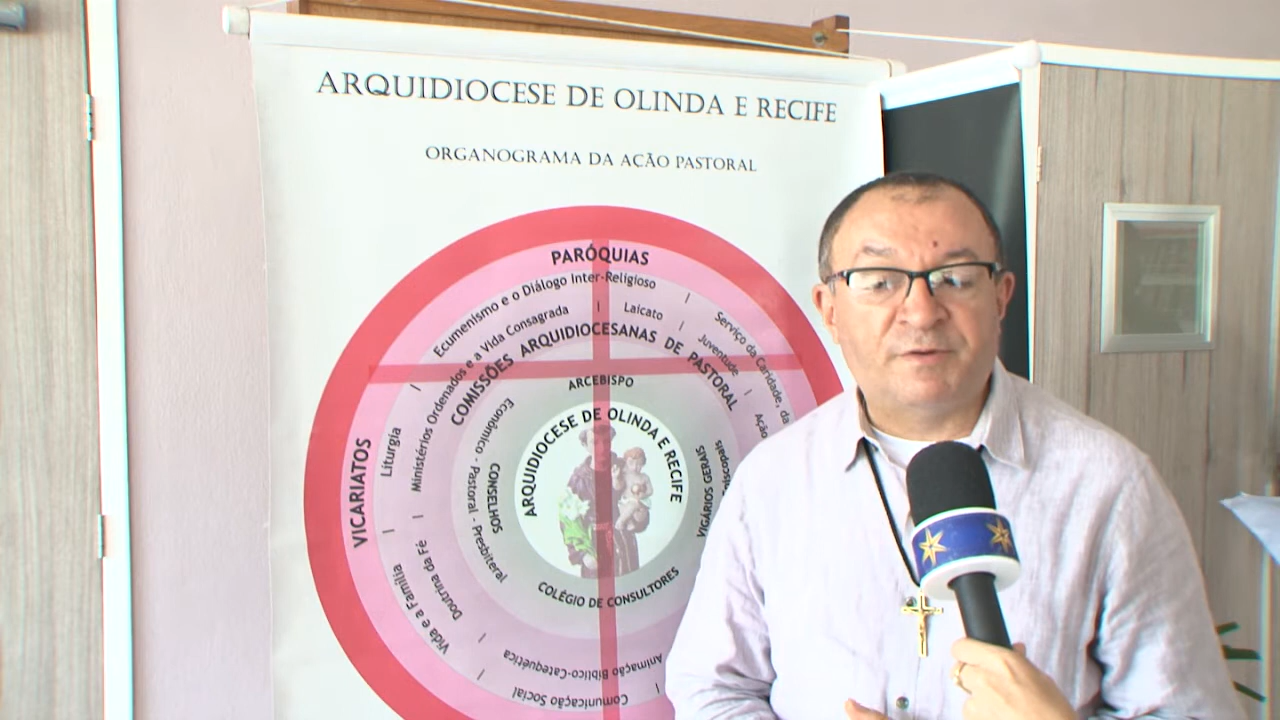 ARQUIDIOCESE DE OLINDA E RECIFE
ORGANOGRAMA DA AÇÃO PASTORAL
PARÓQUIAS
VICARIATOS
Ecumenismo e o Diálogo Inter-Religioso
Serviço da Caridade, da
Liturgia
Ministérios Ordenados e a Vida Consagrada
Laicato
Juventude
Ação
COMISSÕES ARQUIDIOCESANAS DE PASTORAL
ARCEBISPO
Econômico - Pastoral - Presbiteral
CONSELHOS
ARQUIDIOCESE DE OLINDA E RECIFE
VIGÁRIOS GERAIS
COLÉGIO DE CONSULTORES
Vida e a Família
Doutrina da Fé
Animação Bíblico-Catequética
Comunicação Social